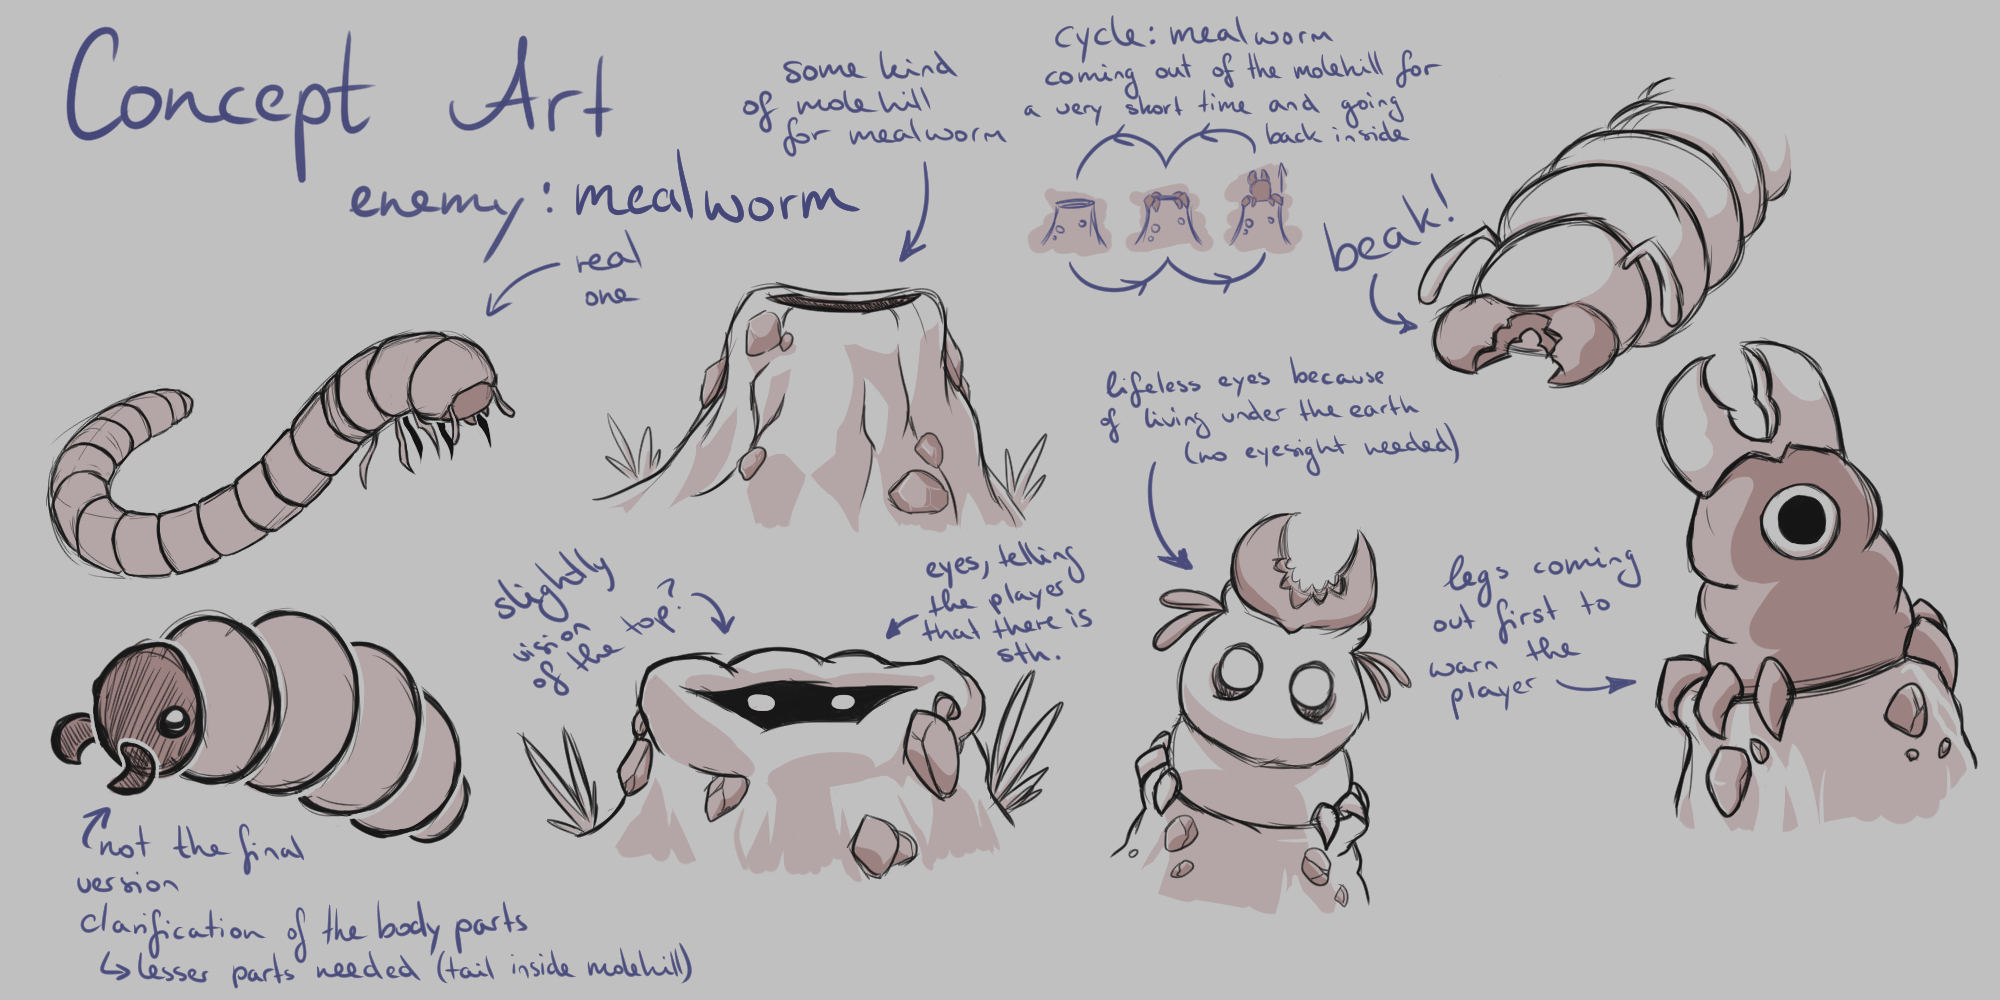 Concept Art
enemy: mealworm
real
one
some kind
of molehill
for mealworm
cycle: mealworm
coming out of the molehill for
a very short time and going
back inside
beak!
lifeless eyes because
of living under the earth
(no eyesight needed)
slightly
vision
of the top?
eyes, telling
the player
that there is
sth.
legs coming
out first to
warn the
player
not the final
version
clarification of the body parts
↳ lesser parts needed (tail inside molehill)